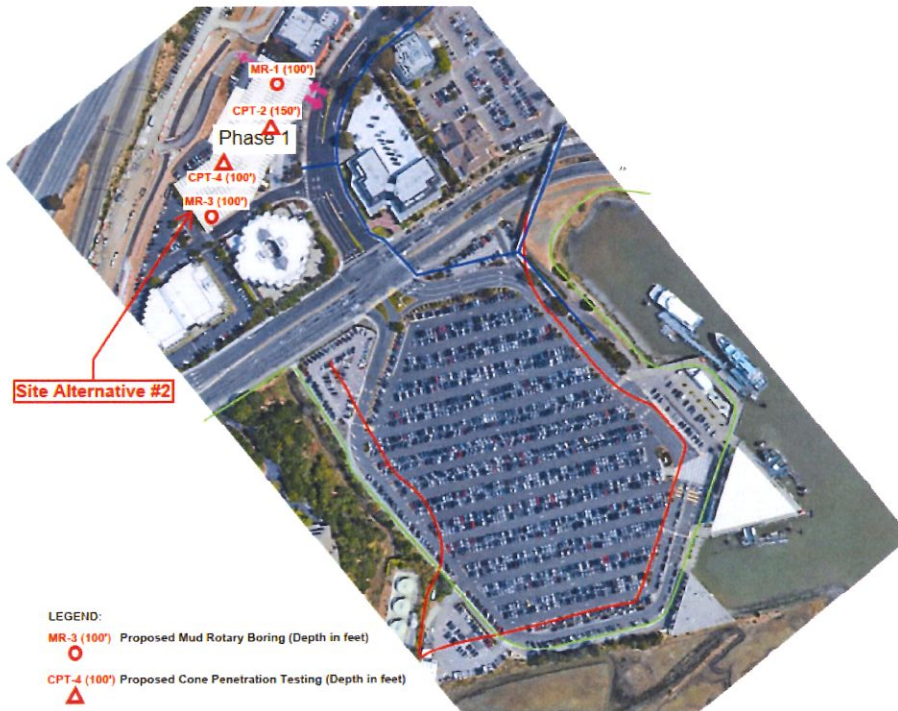 MR-1 (100')
CPT-2 (150')
Phase 1
CPT-4 (100')
MR-3 (100')
Site Alternative #2
LEGEND:
MR-3 (100') Proposed Mud Rotary Boring (Depth in feet)
CPT-4 (100') Proposed Cone Penetration Testing (Depth in feet)